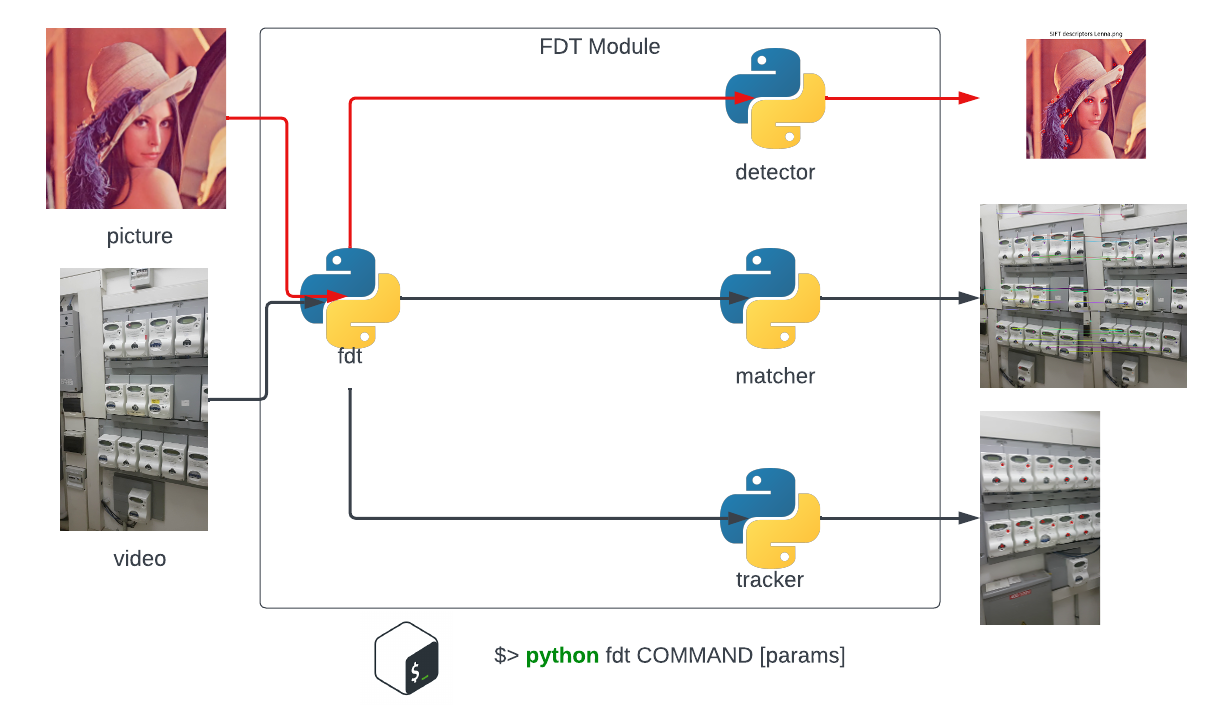 FDT Module
SIFT descriptors Lenna.png
detector
picture
fdt
matcher
video
tracker
$_
$> python fdt COMMAND [params]